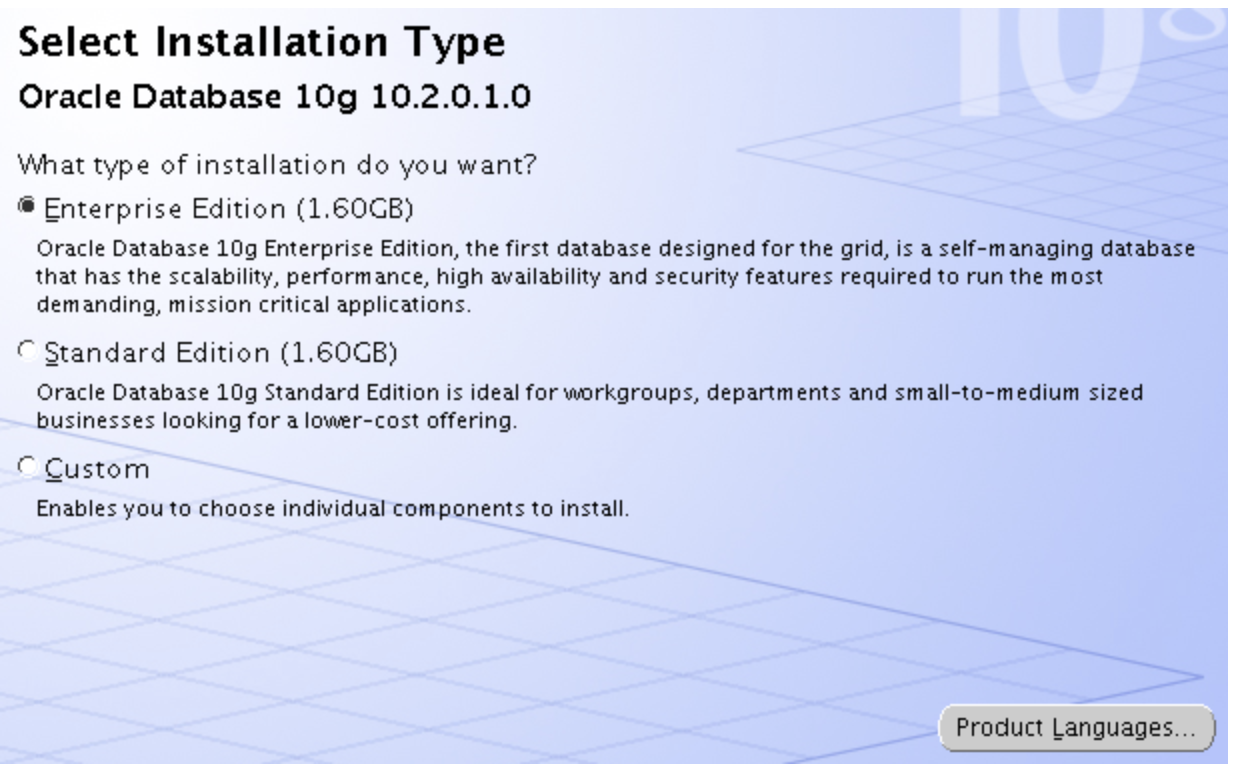 10g
Select Installation Type
Oracle Database 10g 10.2.0.1.0
What type of installation do you want?
Enterprise Edition (1.60GB)
Oracle Database 10g Enterprise Edition, the first database designed for the grid, is a self-managing database
that has the scalability, performance, high availability and security features required to run the most
demanding, mission critical applications.
Standard Edition (1.60GB)
Oracle Database 10g Standard Edition is ideal for workgroups, departments and small-to-medium sized
businesses looking for a lower-cost offering.
Custom
Enables you to choose individual components to install.
Product Languages...